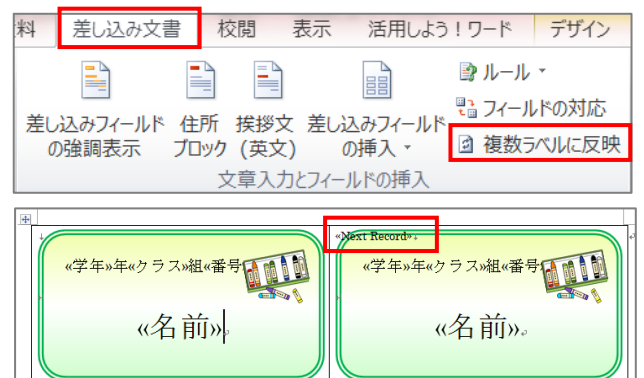 料 差し込み文書 校閲 表示 活用しよう！ワード デザイン
ルール
フィールドの対応
複数ラベルに反映
差し込みフィールド の強調表示
住所 ブロック
挨拶文 (英文)
差し込みフィールド の挿入
文章入力とフィールドの挿入
«Next Record»
«学年»年«クラス»組«番号
«学年»年«クラス»組«番号
«名前»
«名前»